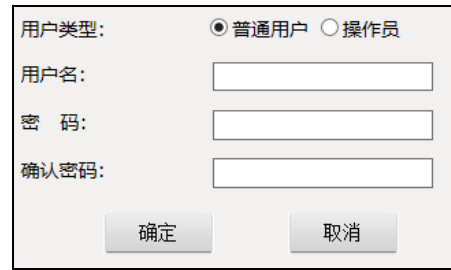 用户类型: 普通用户 操作员
用户名:
密 码:
确认密码:
确定 取消